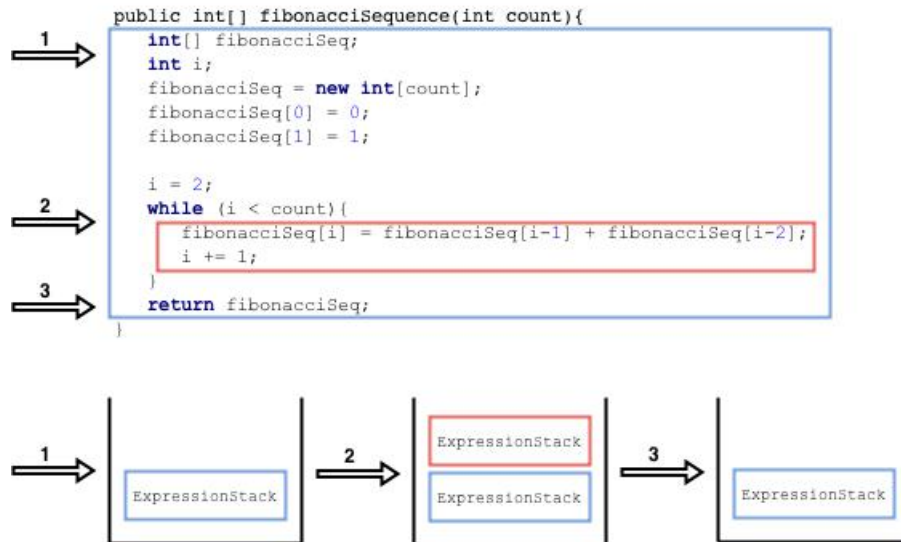 public int[] fibonacciSequence(int count){
1
int[] fibonacciSeq;
int i;
fibonacciSeq = new int[count];
fibonacciSeq[0] = 0;
fibonacciSeq[1] = 1;
i = 2;
2
while (i < count){
fibonacciSeq[i] = fibonacciSeq[i-1] + fibonacciSeq[i-2];
i += 1;
}
3
return fibonacciSeq;
}
1
ExpressionStack
2
ExpressionStack
ExpressionStack
3
ExpressionStack